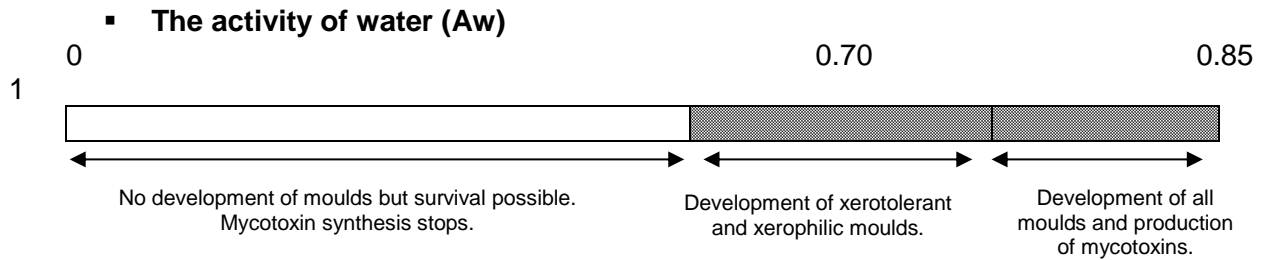 ▪ The activity of water (Aw)
0 0.70 0.85
1
No development of moulds but survival possible.
Mycotoxin synthesis stops.
Development of xerotolerant
and xerophilic moulds.
Development of all
moulds and production
of mycotoxins.